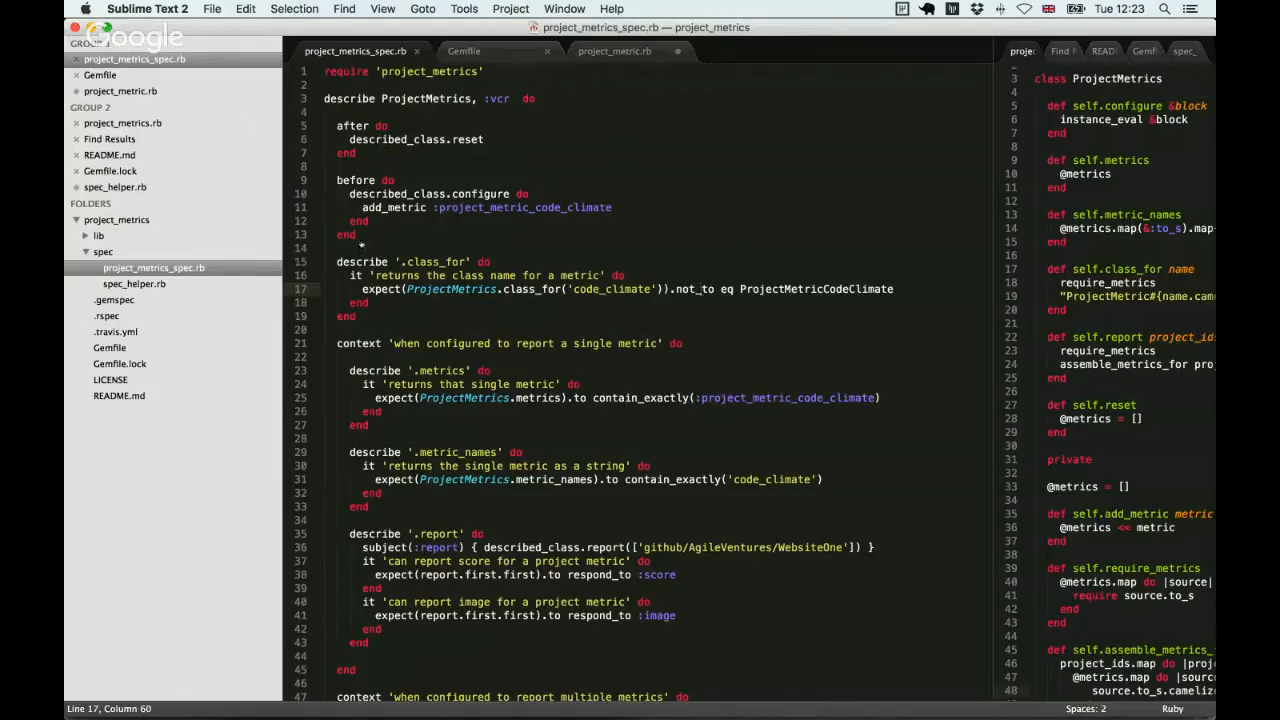 Sublime Text 2 File Edit Selection Find View Goto Tools Project Window Help Tue 12:23
Google
project_metrics_spec.rb — project_metrics
GROUP 1
project_metrics_spec.rb
Gemfile
project_metric.rb
GROUP 2
project_metrics.rb
Find Results
README.md
Gemfile.lock
spec_helper.rb
FOLDERS
project_metrics
lib
spec
project_metrics_spec.rb
spec_helper.rb
.gemspec
.rspec
.travis.yml
Gemfile
Gemfile.lock
LICENSE
README.md
project_metrics_spec.rb Gemfile project_metric.rb
1 require 'project_metrics'
2
3 describe ProjectMetrics, :vcr do
4
5 after do
6 described_class.reset
7 end
8
9 before do
10 described_class.configure do
11 add_metric :project_metric_code_climate
12 end
13 end
14
15 describe '.class_for' do
16 it 'returns the class name for a metric' do
17 expect(ProjectMetrics.class_for('code_climate')).not_to eq ProjectMetricCodeClimate
18 end
19 end
20
21 context 'when configured to report a single metric' do
22
23 describe '.metrics' do
24 it 'returns that single metric' do
25 expect(ProjectMetrics.metrics).to contain_exactly(:project_metric_code_climate)
26 end
27 end
28
29 describe '.metric_names' do
30 it 'returns the single metric as a string' do
31 expect(ProjectMetrics.metric_names).to contain_exactly('code_climate')
32 end
33 end
34
35 describe '.report' do
36 subject(:report) { described_class.report(['github/AgileVentures/WebsiteOne']) }
37 it 'can report score for a project metric' do
38 expect(report.first.first).to respond_to :score
39 end
40 it 'can report image for a project metric' do
41 expect(report.first.first).to respond_to :image
42 end
43 end
44
45 end
46
47 context 'when configured to report multiple metrics' do
proje Find R READ Gemf spec_
3 class ProjectMetrics
4
5 def self.configure &block
6 instance_eval &block
7 end
8
9 def self.metrics
10 @metrics
11 end
12
13 def self.metric_names
14 @metrics.map(&:to_s).map
15 end
16
17 def self.class_for name
18 require_metrics
19 "ProjectMetric#{name.cam
20 end
21
22 def self.report project_ids
23 require_metrics
24 assemble_metrics_for proj
25 end
26
27 def self.reset
28 @metrics = []
29 end
30
31 private
32
33 @metrics = []
34
35 def self.add_metric metric
36 @metrics << metric
37 end
38
39 def self.require_metrics
40 @metrics.map do |source|
41 require source.to_s
42 end
43 end
44
45 def self.assemble_metrics_
46 project_ids.map do |proje
47 @metrics.map do |source
48 source.to_s.camelize
Line 17, Column 60 Spaces: 2 Ruby